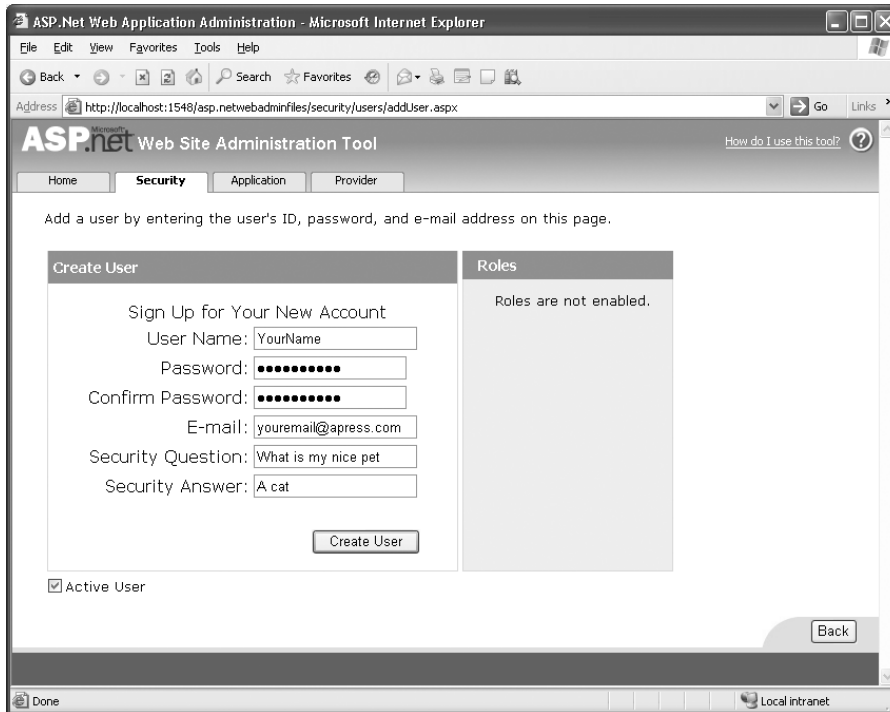 ASP.Net Web Application Administration - Microsoft Internet Explorer
File Edit View Favorites Tools Help
Back Search Favorites
Address http://localhost:1548/asp.netwebadminfiles/security/users/addUser.aspx Go Links »
Microsoft
ASP.net Web Site Administration Tool How do I use this tool? ?
Home Security Application Provider
Add a user by entering the user's ID, password, and e-mail address on this page.
Create User Roles
Roles are not enabled.
Sign Up for Your New Account
User Name: YourName
Password: ●●●●●●●●●●
Confirm Password: ●●●●●●●●●●
E-mail: youremail@apress.com
Security Question: What is my nice pet
Security Answer: A cat
Create User
Active User
Back
Done Local intranet